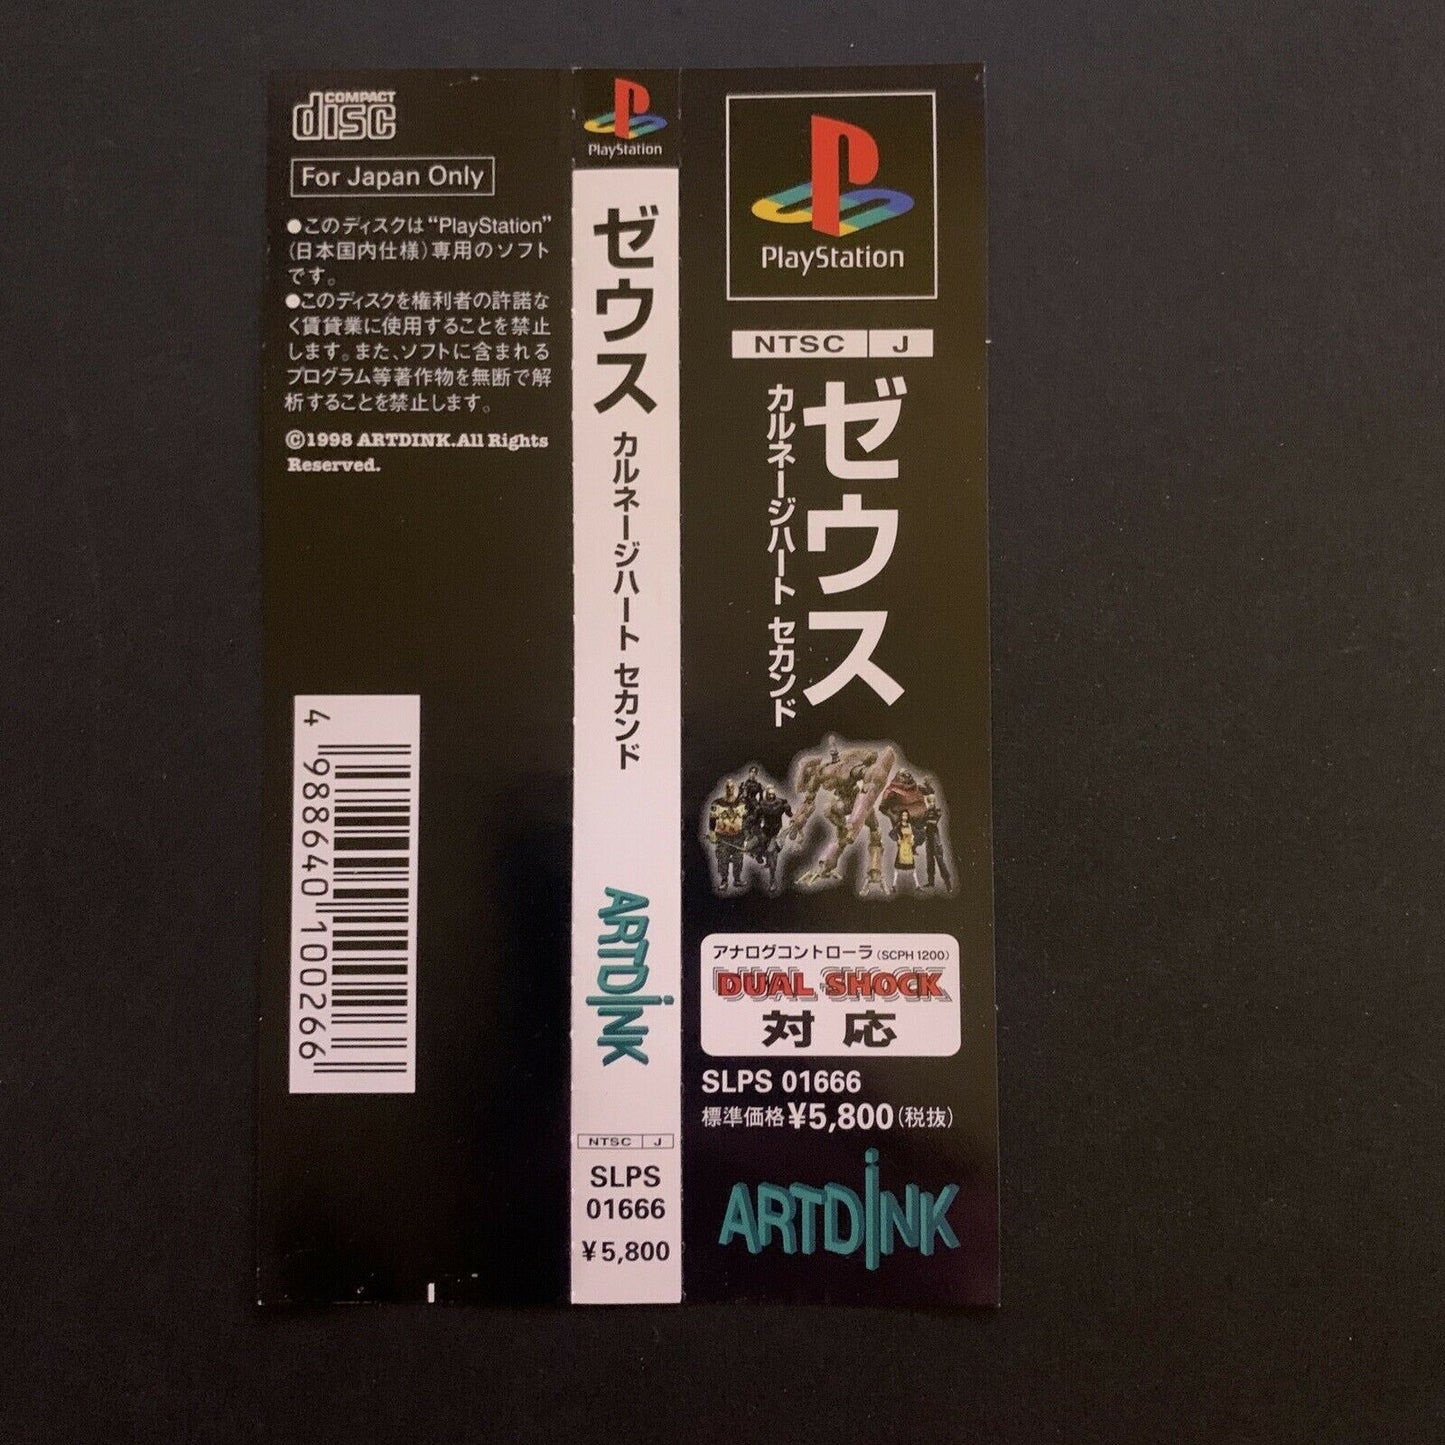 COMPACT
disc
For Japan Only
●このディスクは“PlayStation”
(日本国内仕様)専用のソフト
です。
●このディスクを権利者の許諾な
く賃貸業に使用することを禁止
します。また、ソフトに含まれる
プログラム等著作物を無断で解
析することを禁止します。
©1998 ARTDINK.All Rights
Reserved.
4 988640 100266
PlayStation
ゼウス カルネージハート セカンド
ARTDINK
NTSC J
SLPS
01666
¥5,800
PlayStation
NTSC J
ゼウス
カルネージハート セカンド
アナログコントローラ(SCPH 1200)
DUAL SHOCK
対応
SLPS 01666
標準価格¥5,800(税抜)
ARTDINK